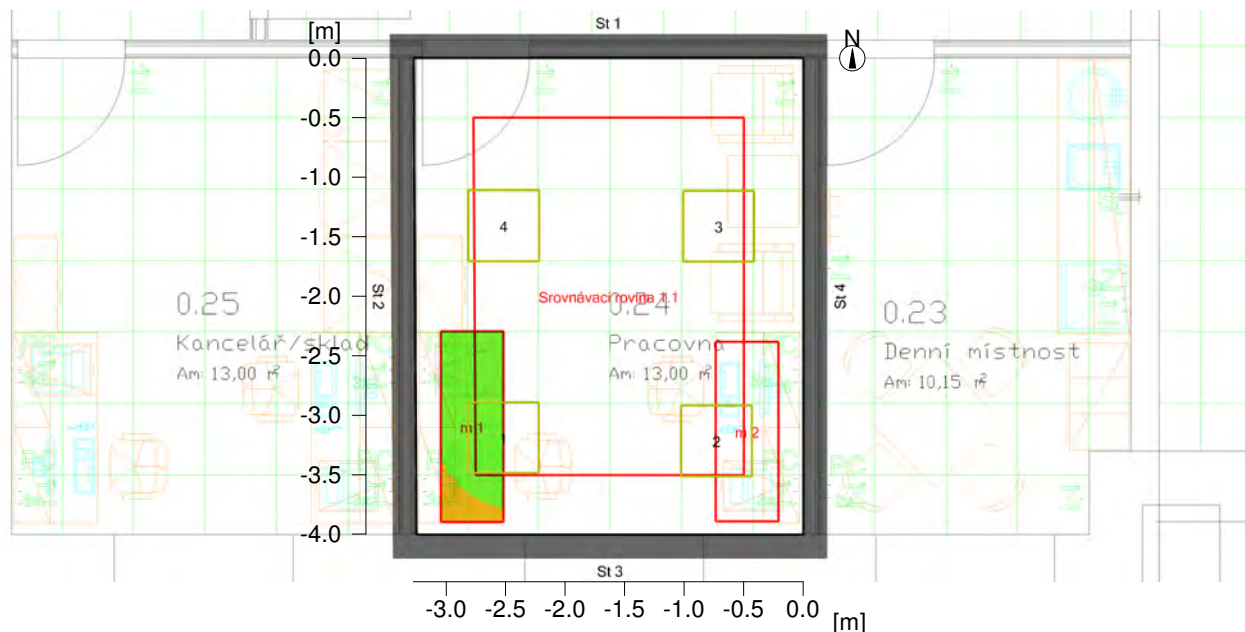 St 1
[m]
N
0.0
-0.5
-1.0
-1.5
-2.0
-2.5
-3.0
-3.5
-4.0
4
3
St 2
St 4
Srovnávací rovina 1.1
0.25
Kancelář/sklad
Am: 13,00 m²
0.24
Pracovna
Am: 13,00 m²
0.23
Denní místnost
Am: 10,15 m²
m 1
1
2
m 2
St 3
-3.0 -2.5 -2.0 -1.5 -1.0 -0.5 0.0
[m]